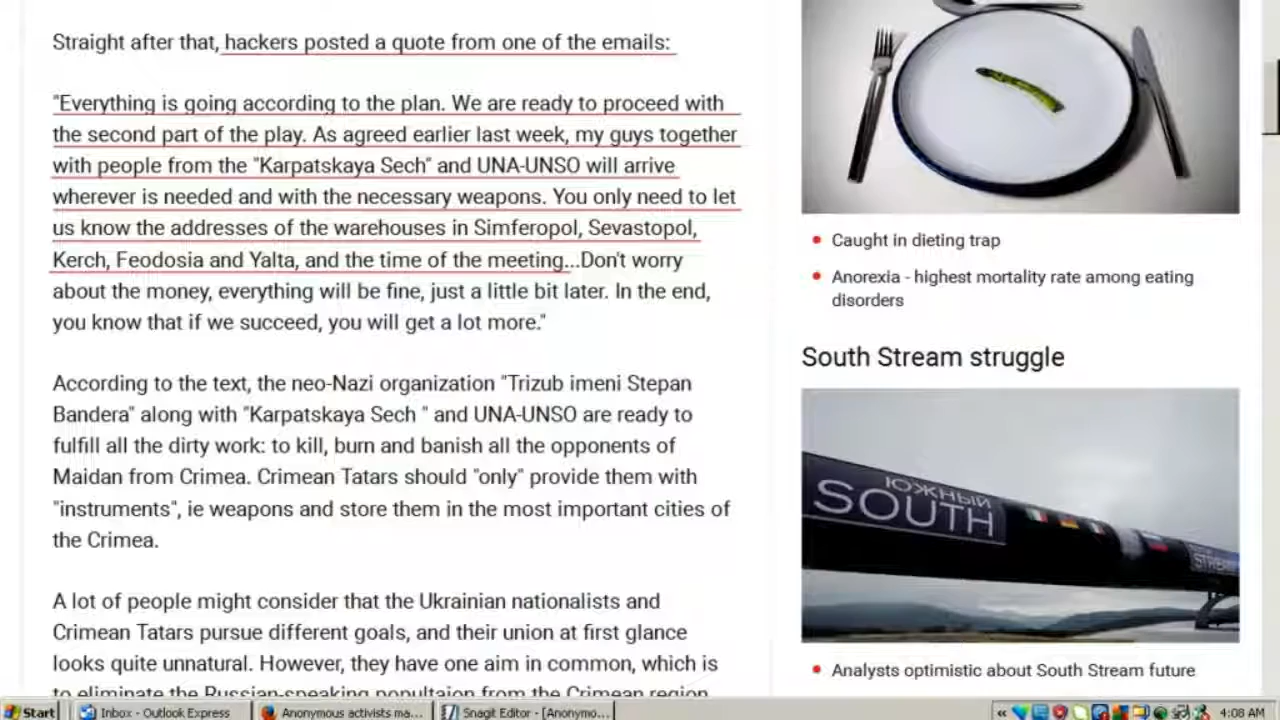 Straight after that, hackers posted a quote from one of the emails:
"Everything is going according to the plan. We are ready to proceed with
the second part of the play. As agreed earlier last week, my guys together
with people from the "Karpatskaya Sech" and UNA-UNSO will arrive
wherever is needed and with the necessary weapons. You only need to let
us know the addresses of the warehouses in Simferopol, Sevastopol,
Kerch, Feodosia and Yalta, and the time of the meeting...Don't worry
about the money, everything will be fine, just a little bit later. In the end,
you know that if we succeed, you will get a lot more."
According to the text, the neo-Nazi organization "Trizub imeni Stepan
Bandera" along with "Karpatskaya Sech " and UNA-UNSO are ready to
fulfill all the dirty work: to kill, burn and banish all the opponents of
Maidan from Crimea. Crimean Tatars should "only" provide them with
"instruments", ie weapons and store them in the most important cities of
the Crimea.
A lot of people might consider that the Ukrainian nationalists and
Crimean Tatars pursue different goals, and their union at first glance
looks quite unnatural. However, they have one aim in common, which is
to eliminate the Russian-speaking popultaion from the Crimean region
Caught in dieting trap
Anorexia - highest mortality rate among eating
disorders
South Stream struggle
ЮЖНЫЙ
SOUTH
STREAM
Analysts optimistic about South Stream future
Start
Inbox - Outlook Express
Anonymous activists ma...
Snagit Editor - [Anonymo...
4:08 AM